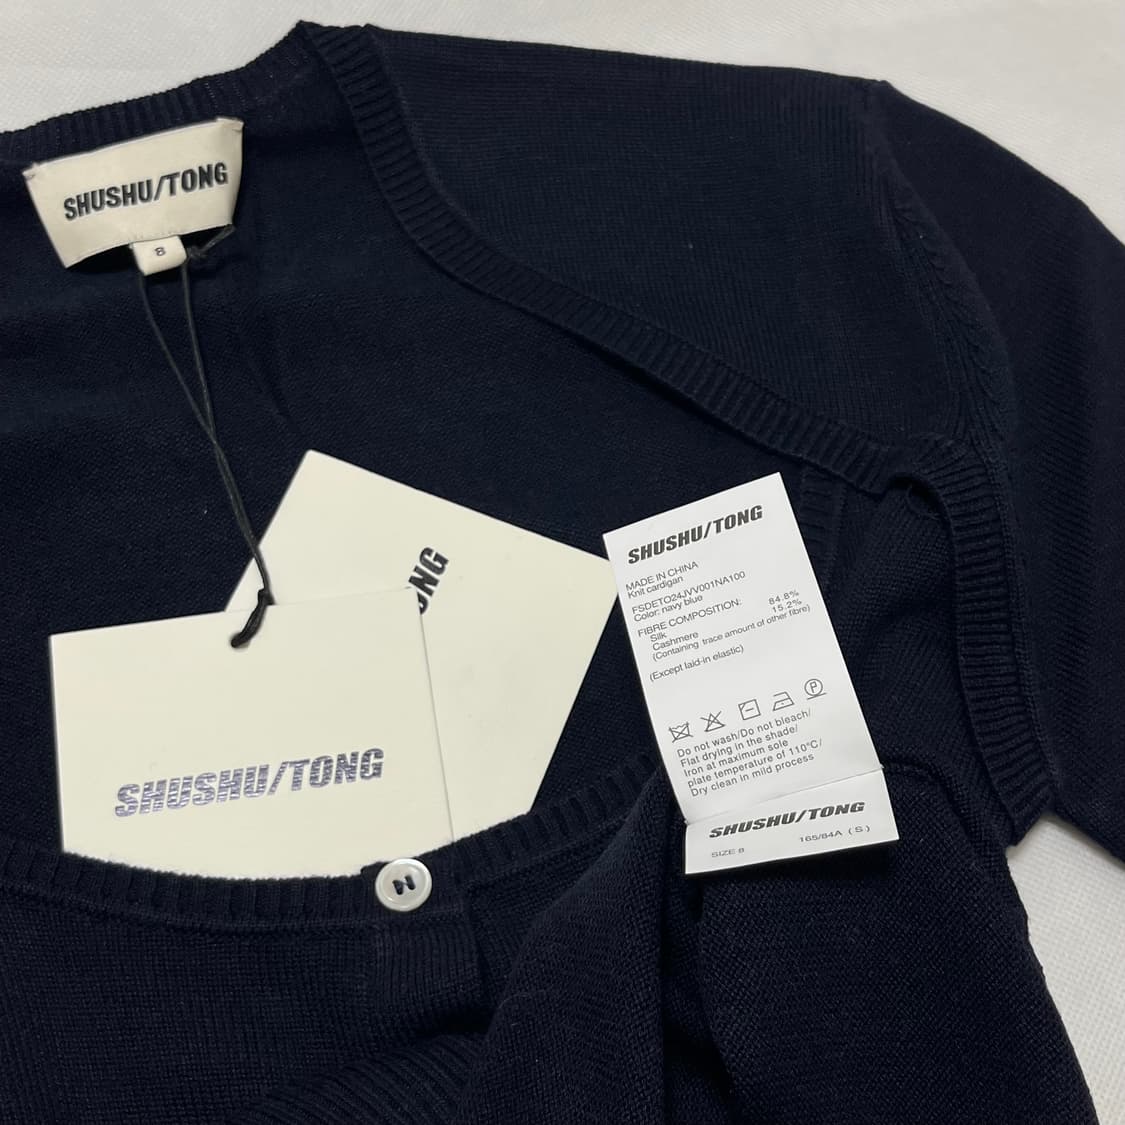 SHUSHU/TONG
8
ONG
SHUSHU/TONG
SHUSHU/TONG
MADE IN CHINA
Knit cardigan
FSDETO24JVV001NA100
Color: navy blue
FIBRE COMPOSITION:
Silk 84.8%
Cashmere 15.2%
(Containing trace amount of other fibre)
(Except laid-in elastic)
P
Do not wash/Do not bleach/
Flat drying in the shade/
Iron at maximum sole
plate temperature of 110°C/
Dry clean in mild process
SHUSHU/TONG
SIZE 8 165/84A (S.)